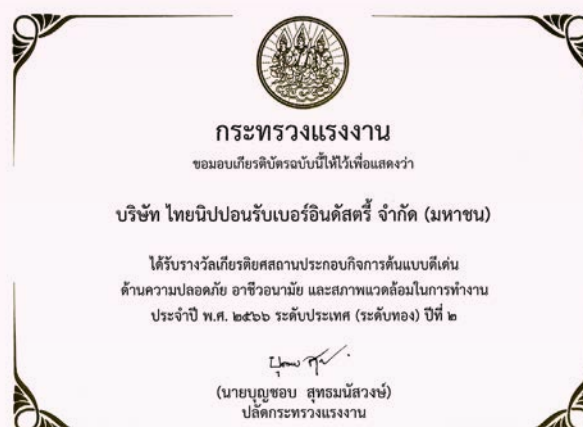 กระทรวงแรงงาน
ขอมอบเกียรติบัตรฉบับนี้ให้ไว้เพื่อแสดงว่า
บริษัท ไทยนิปปอนรับเบอร์อินดัสตรี้ จำกัด (มหาชน)
ได้รับรางวัลเกียรติยศสถานประกอบกิจการต้นแบบดีเด่น
ด้านความปลอดภัย อาชีวอนามัย และสภาพแวดล้อมในการทำงาน
ประจำปี พ.ศ. ๒๕๖๖ ระดับประเทศ (ระดับทอง) ปีที่ ๒
(นายบุญชอบ สุทธมนัสวงษ์)
ปลัดกระทรวงแรงงาน